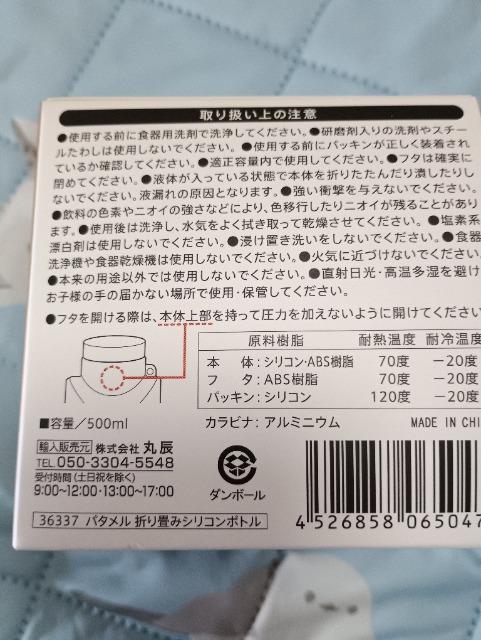 取り扱い上の注意
●使用する前に食器用洗剤で洗浄してください。●研磨剤入りの洗剤やスチー
ルたわしは使用しないでください。●使用する前にパッキンが正しく装着され
ているか確認してください。●適正容量内で使用してください。●フタは確実に
閉めてください。●液体が入っている状態で本体を折りたたんだり潰したりし
ないでください。液漏れの原因となります。●強い衝撃を与えないでください。
●飲料の色素やニオイの強さなどにより、色移行したりニオイが残ることがあり
ます。●使用後は洗浄し、水気をよく拭き取って乾燥させてください。●塩素系
漂白剤は使用しないでください。●浸け置き洗いをしないでください。●食器
洗浄機や食器乾燥機は使用しないでください。●火気に近づけないでください。
●本来の用途以外では使用しないでください。●直射日光・高温多湿を避け
お子様の手の届かない場所で使用・保管してください。
●フタを開ける際は、本体上部を持って圧力を加えないように開けてください
原料樹脂 耐熱温度 耐冷温度
本 体:シリコン・ABS樹脂 70度 −20度
フ タ:ABS樹脂 70度 −20度
パッキン:シリコン 120度 −20度
■容量/500ml
カラビナ:アルミニウム MADE IN CHI
輸入販売元 株式会社 丸辰
TEL 050-3304-5548
受付時間(土日祝を除く)
9:00~12:00・13:00~17:00
ダンボール
36337 パタメル 折り畳みシリコンボトル
4 526858 065047